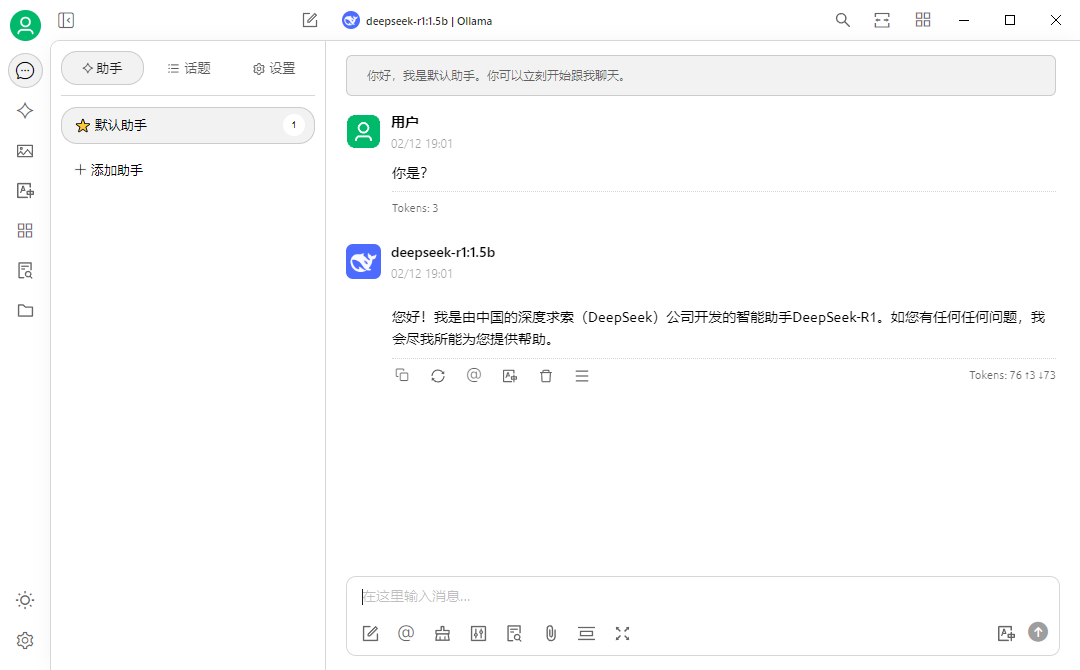 deepseek-r1:1.5b | Ollama
助手
话题
设置
默认助手
1
添加助手
你好，我是默认助手。你可以立刻开始跟我聊天。
用户
02/12 19:01
你是?
Tokens: 3
deepseek-r1:1.5b
02/12 19:01
您好！我是由中国的深度求索（DeepSeek）公司开发的智能助手DeepSeek-R1。如您有任何任何问题，我
会尽我所能为您提供帮助。
Tokens: 76 ↑3 ↓73
在这里输入消息...